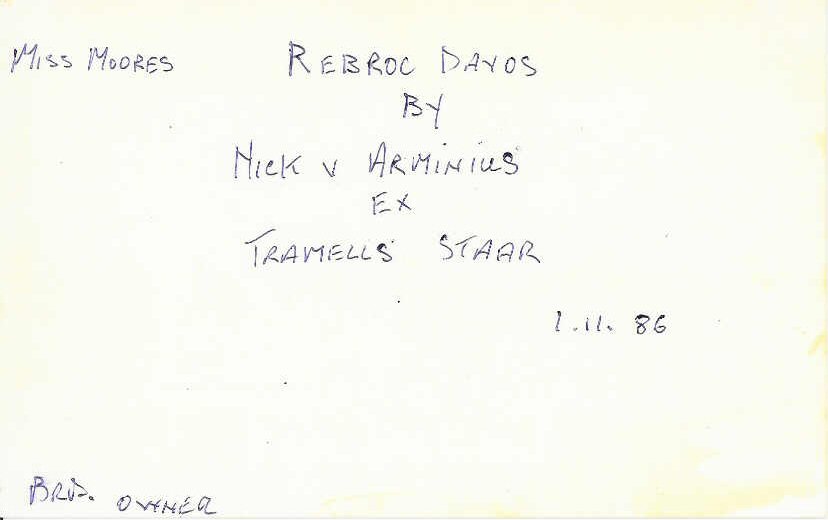 Miss Moores REBROC DAVOS
BY
NICK v ARMINIUS
EX
TRAMELLS STAAR
1.11.86
BRD. OWNER